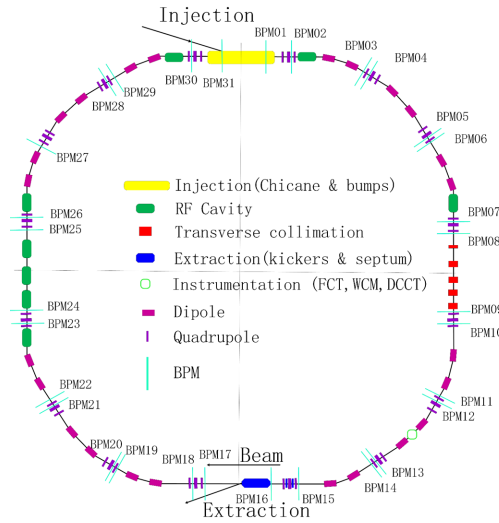 Injection
BPM01
BPM02
BPM30
BPM31
BPM03
BPM04
BPM29
BPM28
BPM05
BPM06
BPM27
Injection(Chicane & bumps)
RF Cavity
Transverse collimation
Extraction(kickers & septum)
Instrumentation (FCT,WCM,DCCT)
Dipole
Quadrupole
BPM
BPM26
BPM25
BPM07
BPM08
BPM24
BPM23
BPM09
BPM10
BPM22
BPM21
BPM11
BPM12
BPM20
BPM19
BPM18
BPM17
Beam
BPM13
BPM14
BPM16
BPM15
Extraction